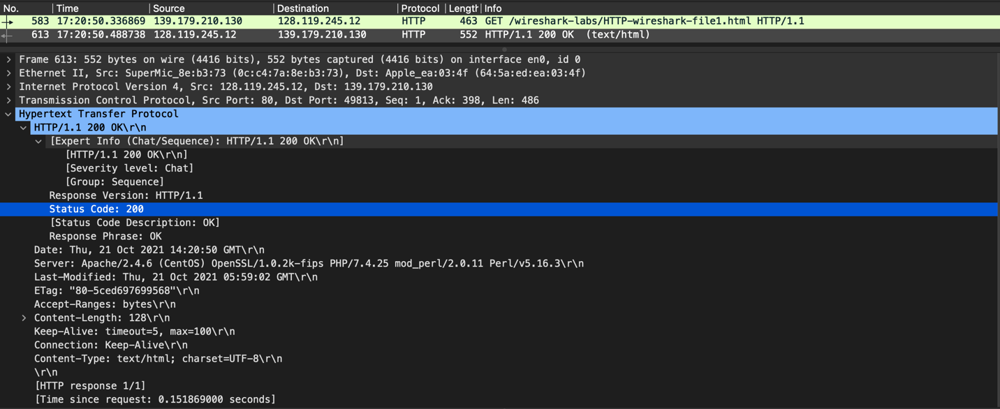 No. Time Source Destination Protocol Length Info
583 17:20:50.336869 139.179.210.130 128.119.245.12 HTTP 463 GET /wireshark-labs/HTTP-wireshark-file1.html HTTP/1.1
613 17:20:50.488738 128.119.245.12 139.179.210.130 HTTP 552 HTTP/1.1 200 OK (text/html)
Frame 613: 552 bytes on wire (4416 bits), 552 bytes captured (4416 bits) on interface en0, id 0
Ethernet II, Src: SuperMic_8e:b3:73 (0c:c4:7a:8e:b3:73), Dst: Apple_ea:03:4f (64:5a:ed:ea:03:4f)
Internet Protocol Version 4, Src: 128.119.245.12, Dst: 139.179.210.130
Transmission Control Protocol, Src Port: 80, Dst Port: 49813, Seq: 1, Ack: 398, Len: 486
Hypertext Transfer Protocol
HTTP/1.1 200 OK\r\n
[Expert Info (Chat/Sequence): HTTP/1.1 200 OK\r\n]
[HTTP/1.1 200 OK\r\n]
[Severity level: Chat]
[Group: Sequence]
Response Version: HTTP/1.1
Status Code: 200
[Status Code Description: OK]
Response Phrase: OK
Date: Thu, 21 Oct 2021 14:20:50 GMT\r\n
Server: Apache/2.4.6 (CentOS) OpenSSL/1.0.2k-fips PHP/7.4.25 mod_perl/2.0.11 Perl/v5.16.3\r\n
Last-Modified: Thu, 21 Oct 2021 05:59:02 GMT\r\n
ETag: "80-5ced697699568"\r\n
Accept-Ranges: bytes\r\n
Content-Length: 128\r\n
Keep-Alive: timeout=5, max=100\r\n
Connection: Keep-Alive\r\n
Content-Type: text/html; charset=UTF-8\r\n
\r\n
[HTTP response 1/1]
[Time since request: 0.151869000 seconds]